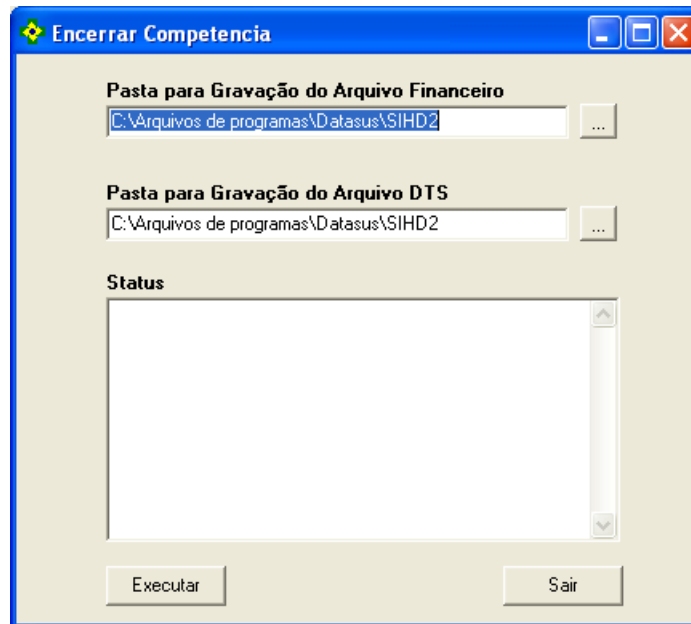 Encerrar Competencia
Pasta para Gravação do Arquivo Financeiro
C:\Arquivos de programas\Datasus\SIHD2
...
Pasta para Gravação do Arquivo DTS
C:\Arquivos de programas\Datasus\SIHD2
...
Status
Executar
Sair